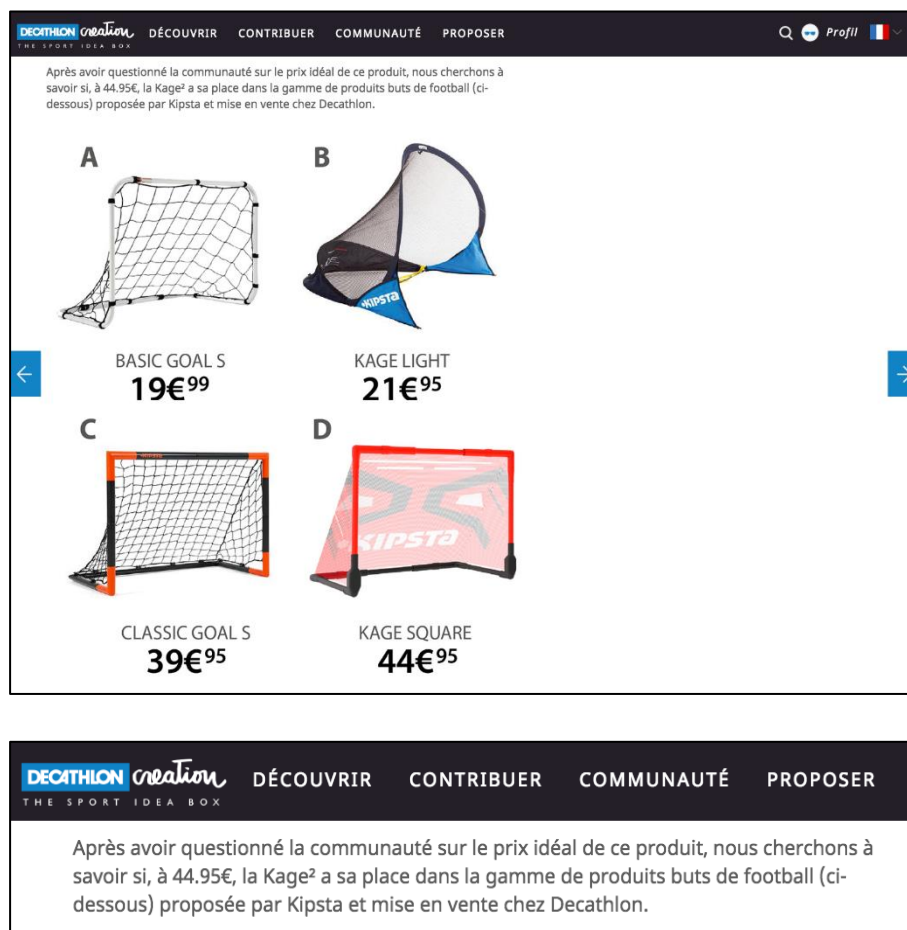 DECATHLON creation DÉCOUVRIR CONTRIBUER COMMUNAUTÉ PROPOSER Profil
THE SPORT IDEA BOX
Après avoir questionné la communauté sur le prix idéal de ce produit, nous cherchons à
savoir si, à 44.95€, la Kage² a sa place dans la gamme de produits buts de football (ci-
dessous) proposée par Kipsta et mise en vente chez Decathlon.
A B
KIPSTA
BASIC GOAL S KAGE LIGHT
19€99 21€95
C D
KIPSTA
KIPSTA
CLASSIC GOAL S KAGE SQUARE
39€95 44€95
DECATHLON creation DÉCOUVRIR CONTRIBUER COMMUNAUTÉ PROPOSER
THE SPORT IDEA BOX
Après avoir questionné la communauté sur le prix idéal de ce produit, nous cherchons à
savoir si, à 44.95€, la Kage² a sa place dans la gamme de produits buts de football (ci-
dessous) proposée par Kipsta et mise en vente chez Decathlon.